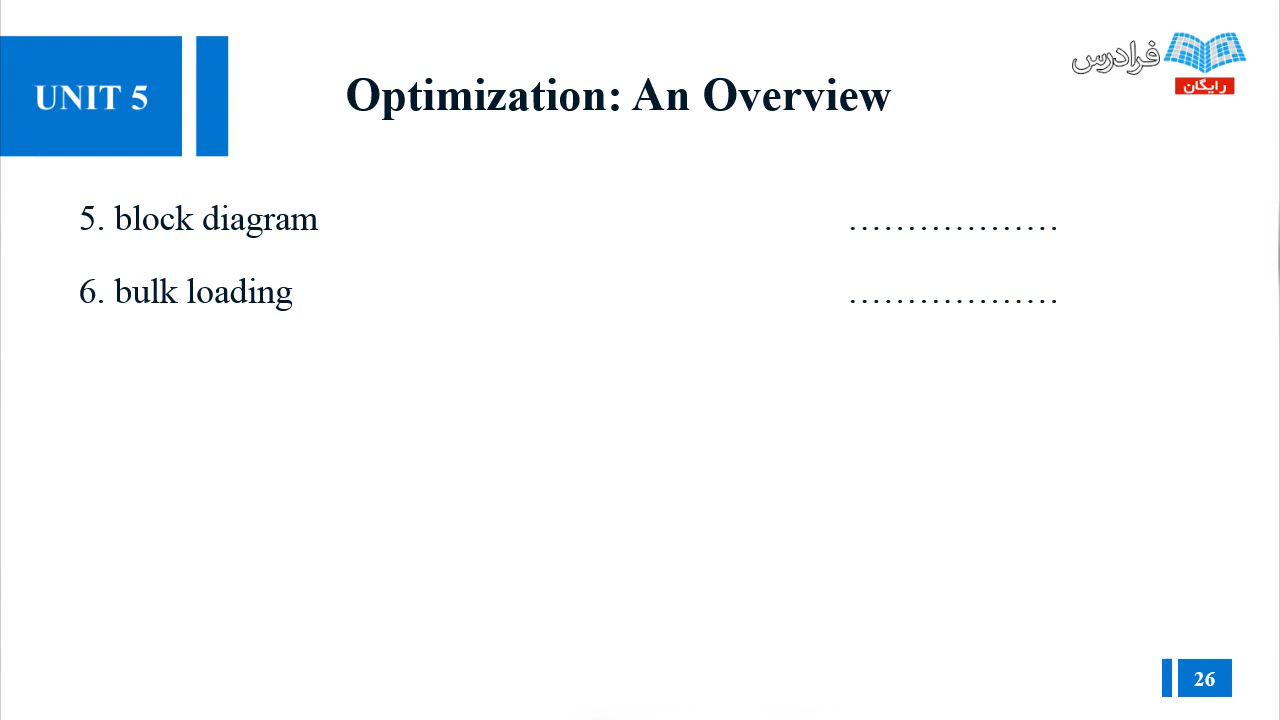 فرادرس
رایگان
UNIT 5
Optimization: An Overview
5. block diagram ………………
6. bulk loading ………………
26